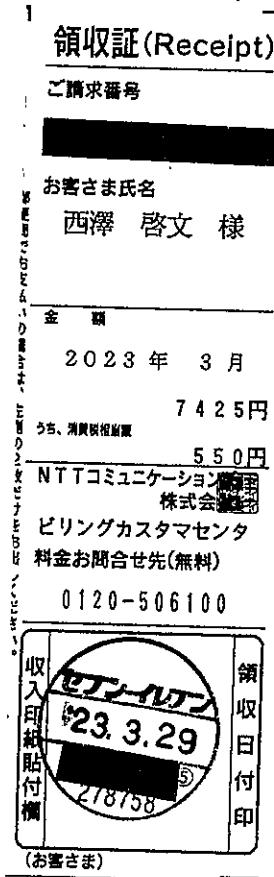 1
領収証(Receipt)
ご請求番号
お客さま氏名
西澤 啓文 様
金 額
2023 年 3 月
7425円
うち、消費税相当額
550円
NTTコミュニケーション
株式会
ビリングカスタマセンタ
料金お問合せ先(無料)
0120-506100
収入印紙貼付欄
セブン-イレブン
'23. 3. 29
⑤
278758
領収日付印
(お客さま)